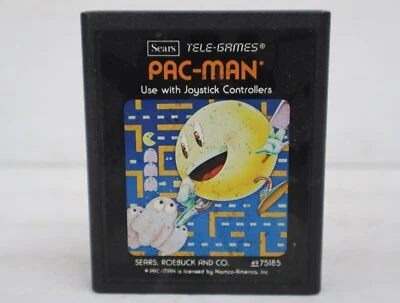 Sears TELE-GAMES®
PAC-MAN*
Use with Joystick Controllers
SEARS, ROEBUCK AND CO. 49 75185
* PAC-MAN is licensed by Namco-America, Inc.